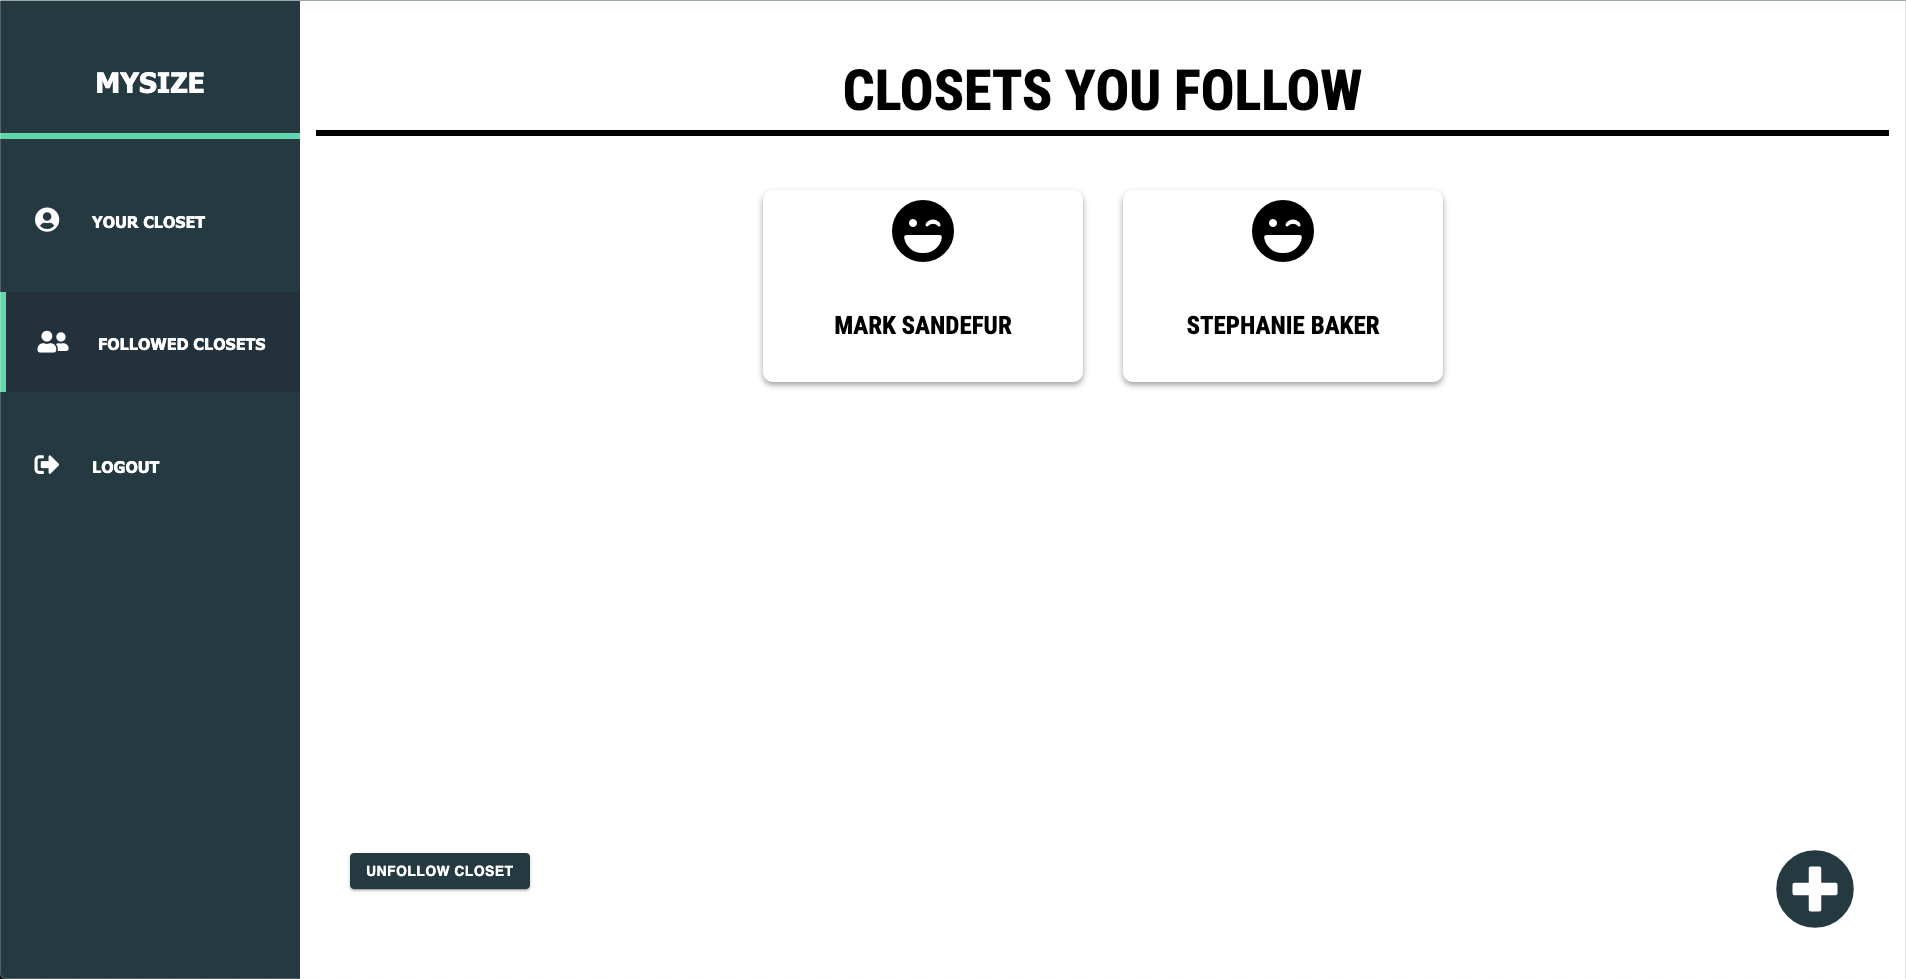 MYSIZE
YOUR CLOSET
FOLLOWED CLOSETS
LOGOUT
CLOSETS YOU FOLLOW
MARK SANDEFUR
STEPHANIE BAKER
UNFOLLOW CLOSET